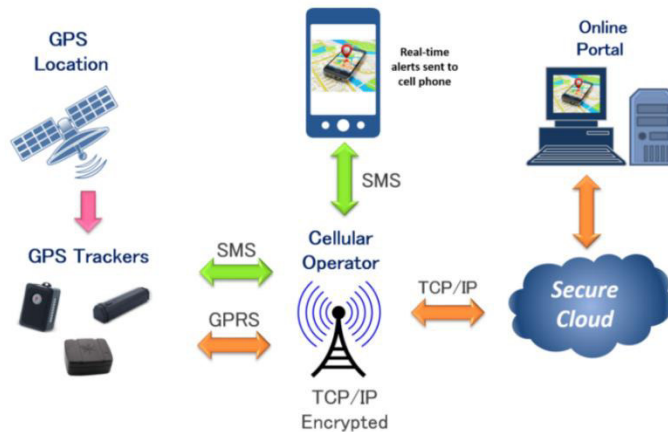 GPS
Location
Real-time
alerts sent to
cell phone
Online
Portal
SMS
GPS Trackers
SMS
GPRS
Cellular
Operator
TCP/IP
Encrypted
TCP/IP
Secure
Cloud